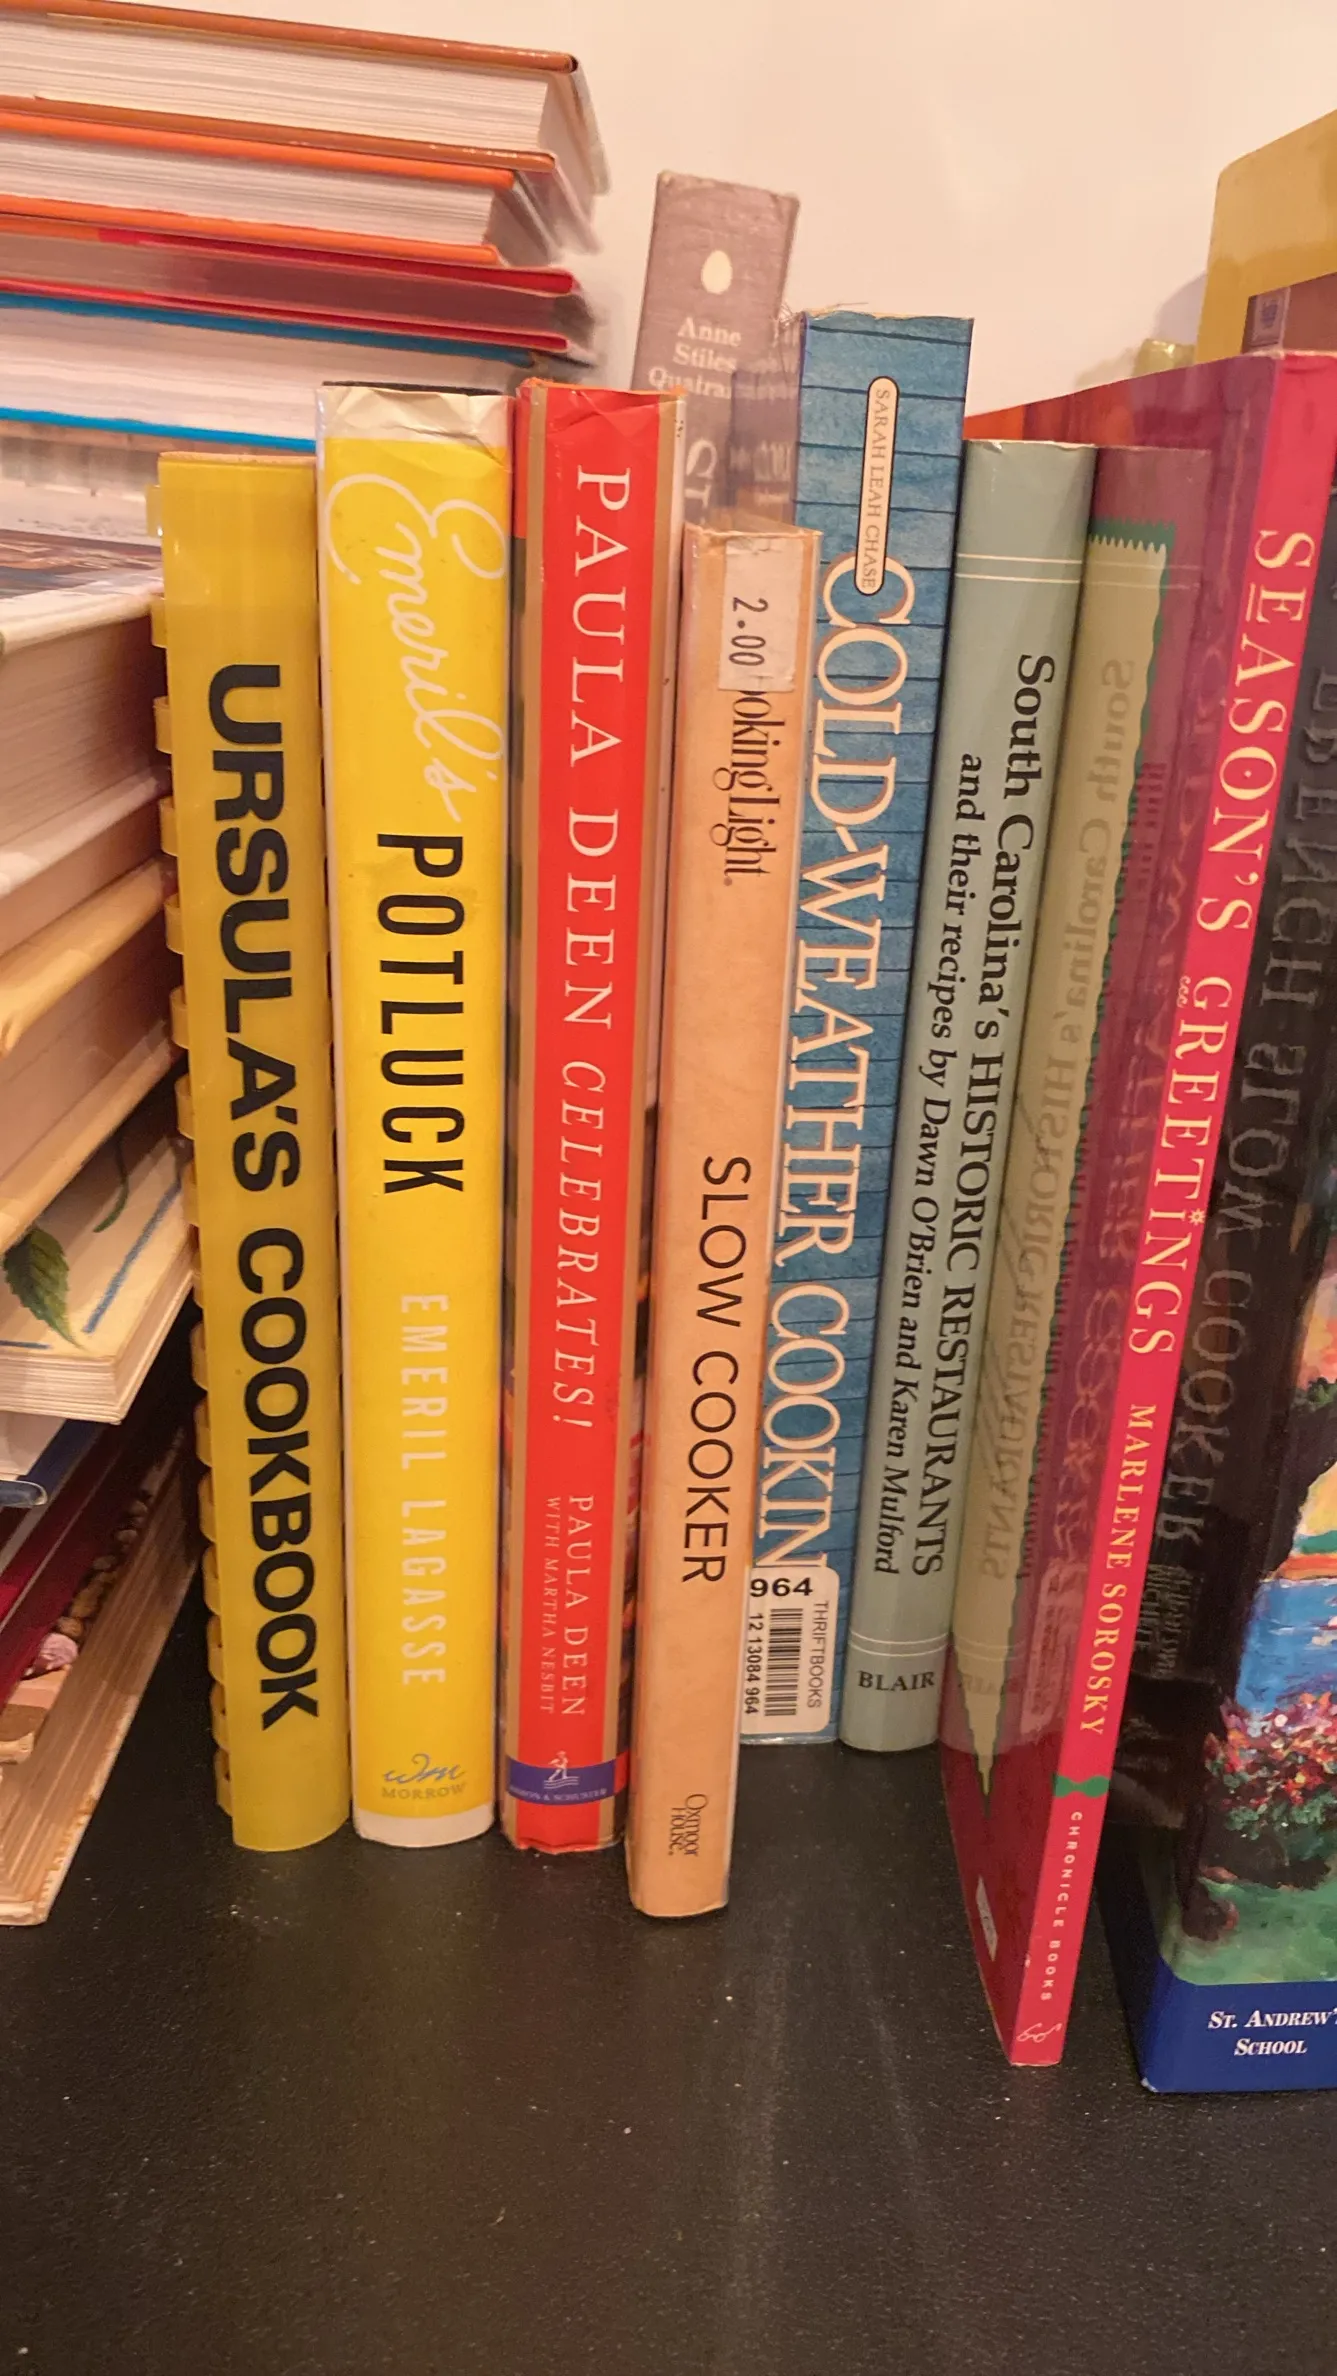 URSULA'S COOKBOOK
Emeril's
POTLUCK
EMERIL LAGASSE
Wm
MORROW
PAULA DEEN CELEBRATES!
PAULA DEEN
WITH MARTHA NESBIT
SIMON & SCHUSTER
Anne
Stiles
2.00
ookingLight
SLOW COOKER
Oxmoor
HOUSE
SARAH LEAH CHASE
COLD-WEATHER COOKIN
964
12 13084 964
THRIFTBOOKS
South Carolina's HISTORIC RESTAURANTS
and their recipes by Dawn O'Brien and Karen Mulford
BLAIR
SEASON'S GREETINGS MARLENE SOROSKY
CHRONICLE BOOKS
ST. ANDREW'
SCHOOL